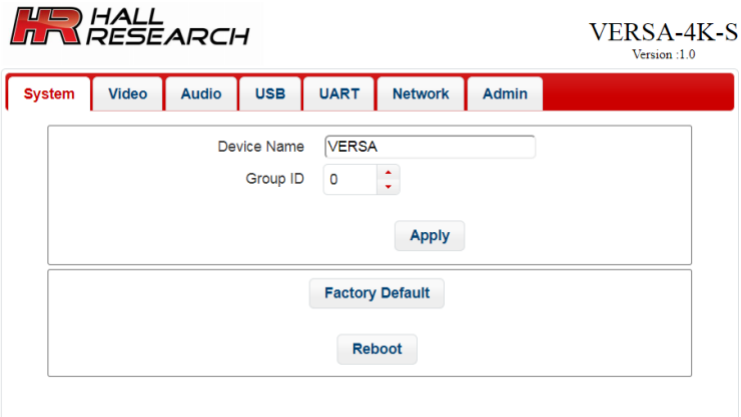 HR HALL
RESEARCH
VERSA-4K-S
Version :1.0
System Video Audio USB UART Network Admin
Device Name VERSA
Group ID 0
Apply
Factory Default
Reboot